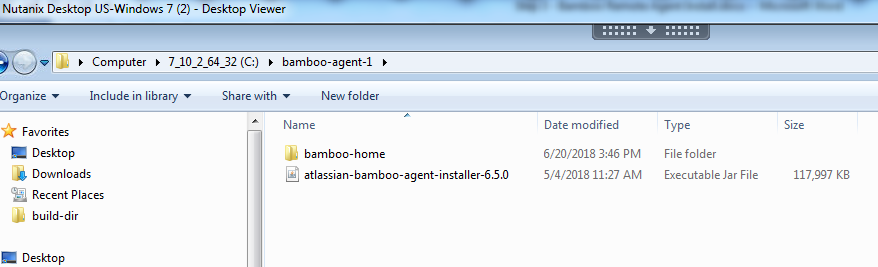 Nutanix Desktop US-Windows 7 (2) - Desktop Viewer
Computer 7_10_2_64_32 (C:) bamboo-agent-1
Organize Include in library Share with New folder
Favorites
Desktop
Downloads
Recent Places
build-dir
Desktop
Name Date modified Type Size
bamboo-home 6/20/2018 3:46 PM File folder
atlassian-bamboo-agent-installer-6.5.0 5/4/2018 11:27 AM Executable Jar File 117,997 KB